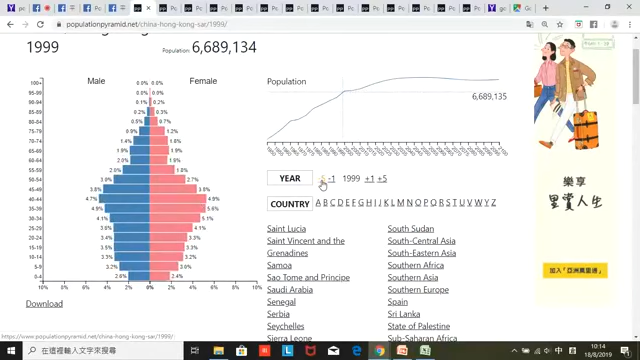 populationpyramid.net/china-hong-kong-sar/1999/
1999
Population: 6,689,134
Male
Female
100+ 0.0% 0.0%
95-99 0.0% 0.0%
90-94 0.1% 0.2%
85-89 0.2% 0.3%
80-84 0.5% 0.7%
75-79 0.9% 1.2%
70-74 1.4% 1.8%
65-69 1.9% 1.9%
60-64 2.0% 1.9%
55-59 2.0% 1.8%
50-54 3.0% 2.7%
45-49 3.8% 3.8%
40-44 4.7% 4.9%
35-39 4.9% 5.6%
30-34 4.1% 5.1%
25-29 3.6% 4.1%
20-24 3.4% 3.5%
15-19 3.3% 3.2%
10-14 3.3% 3.2%
5-9 3.2% 3.0%
0-4 2.6% 2.4%
10% 8% 6% 4% 2% 0% 2% 4% 6% 8% 10%
Download
Population
6,689,135
YEAR
-1 1999 +1 +5
COUNTRY
A B C D E F G H I J K L M N O P Q R S T U V W Y Z
Saint Lucia
Saint Vincent and the
Grenadines
Samoa
Sao Tome and Principe
Saudi Arabia
Senegal
Serbia
Seychelles
Sierra Leone
South Sudan
South-Central Asia
South-Eastern Asia
Southern Africa
Southern Asia
Southern Europe
Spain
Sri Lanka
State of Palestine
Sub-Saharan Africa
樂享
里賞人生
加入「亞洲萬里通」
https://www.populationpyramid.net/china-hong-kong-sar/1999/
在這裡輸入文字來搜尋
中
10:14
18/8/2019